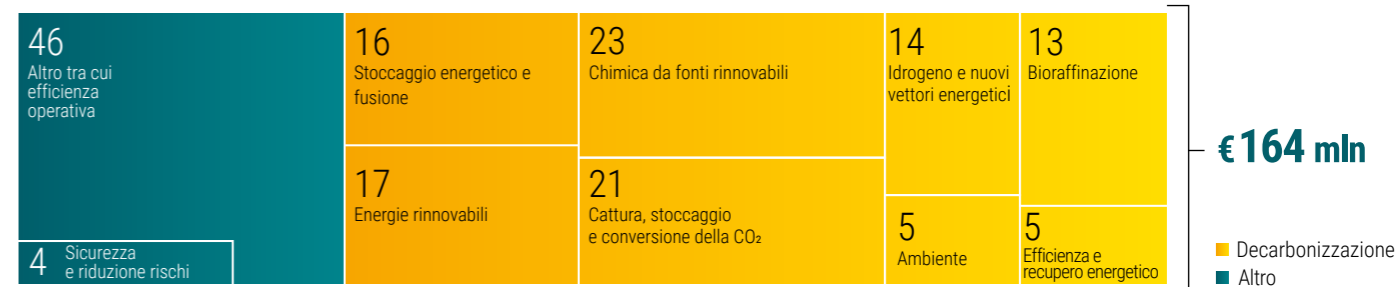 46
Altro tra cui
efficienza
operativa
4
Sicurezza
e riduzione rischi
16
Stoccaggio energetico e
fusione
17
Energie rinnovabili
23
Chimica da fonti rinnovabili
21
Cattura, stoccaggio
e conversione della CO₂
14
Idrogeno e nuovi
vettori energetici
5
Ambiente
13
Bioraffinazione
5
Efficienza e
recupero energetico
€ 164 mln
Decarbonizzazione
Altro